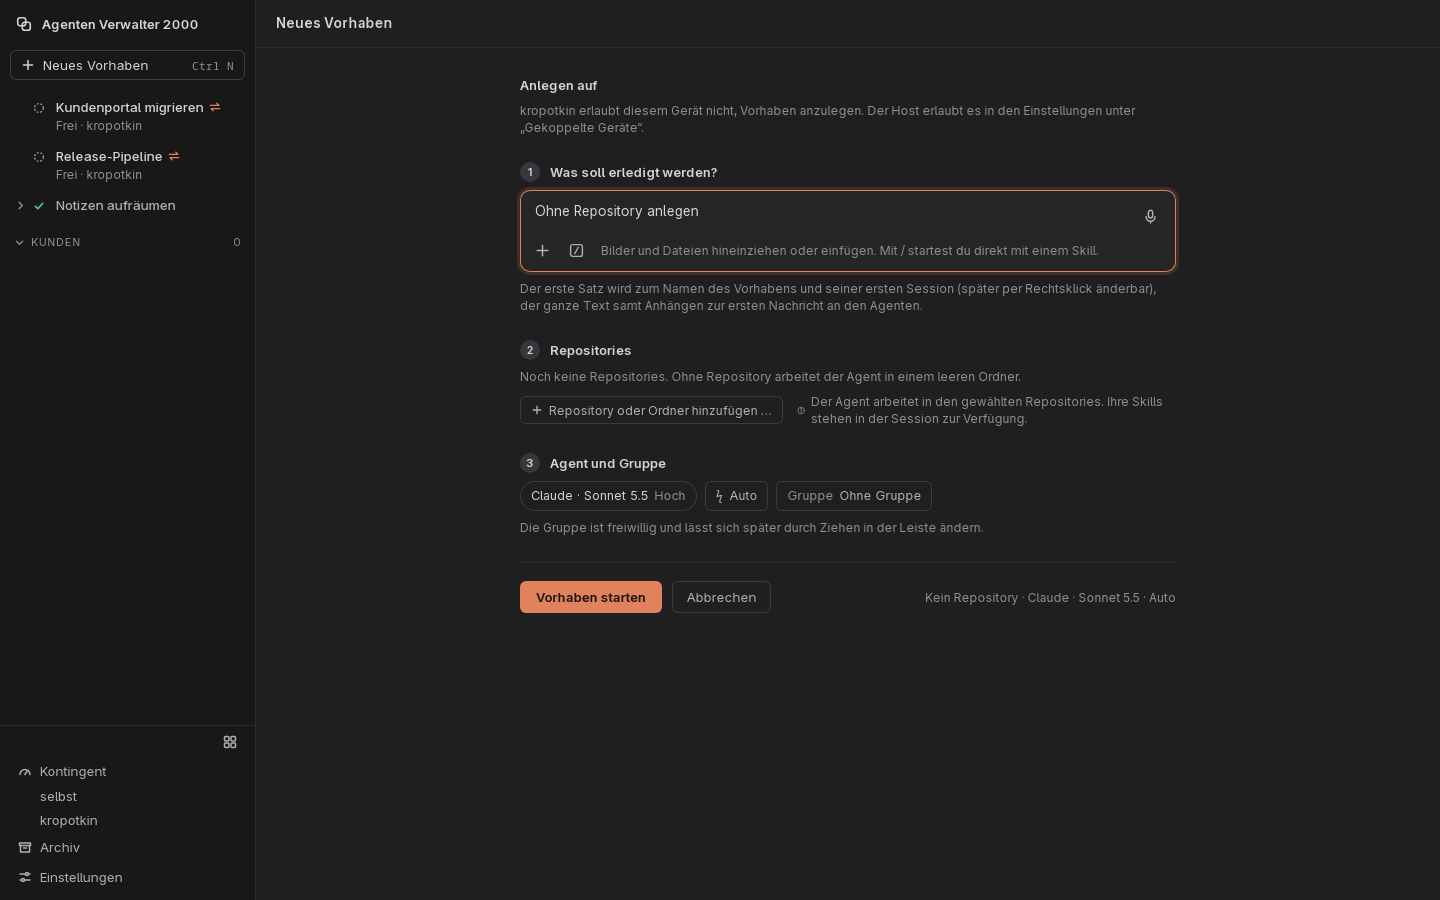 Agenten Verwalter 2000
Neues Vorhaben Ctrl N
Kundenportal migrieren
Frei · kropotkin
Release-Pipeline
Frei · kropotkin
Notizen aufräumen
KUNDEN 0
Kontingent
selbst
kropotkin
Archiv
Einstellungen
Neues Vorhaben
Anlegen auf
kropotkin erlaubt diesem Gerät nicht, Vorhaben anzulegen. Der Host erlaubt es in den Einstellungen unter
„Gekoppelte Geräte“.
1 Was soll erledigt werden?
Ohne Repository anlegen
Bilder und Dateien hineinziehen oder einfügen. Mit / startest du direkt mit einem Skill.
Der erste Satz wird zum Namen des Vorhabens und seiner ersten Session (später per Rechtsklick änderbar),
der ganze Text samt Anhängen zur ersten Nachricht an den Agenten.
2 Repositories
Noch keine Repositories. Ohne Repository arbeitet der Agent in einem leeren Ordner.
Repository oder Ordner hinzufügen ...
Der Agent arbeitet in den gewählten Repositories. Ihre Skills
stehen in der Session zur Verfügung.
3 Agent und Gruppe
Claude · Sonnet 5.5 Hoch Auto Gruppe Ohne Gruppe
Die Gruppe ist freiwillig und lässt sich später durch Ziehen in der Leiste ändern.
Vorhaben starten Abbrechen Kein Repository · Claude · Sonnet 5.5 · Auto